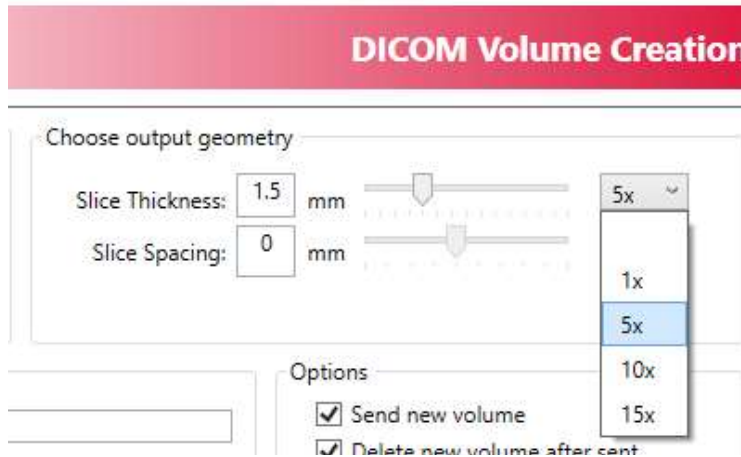 DICOM Volume Creation
Choose output geometry
Slice Thickness: 1.5 mm 5x
Slice Spacing: 0 mm
1x
5x
10x
15x
Options
Send new volume
Delete new volume after sent